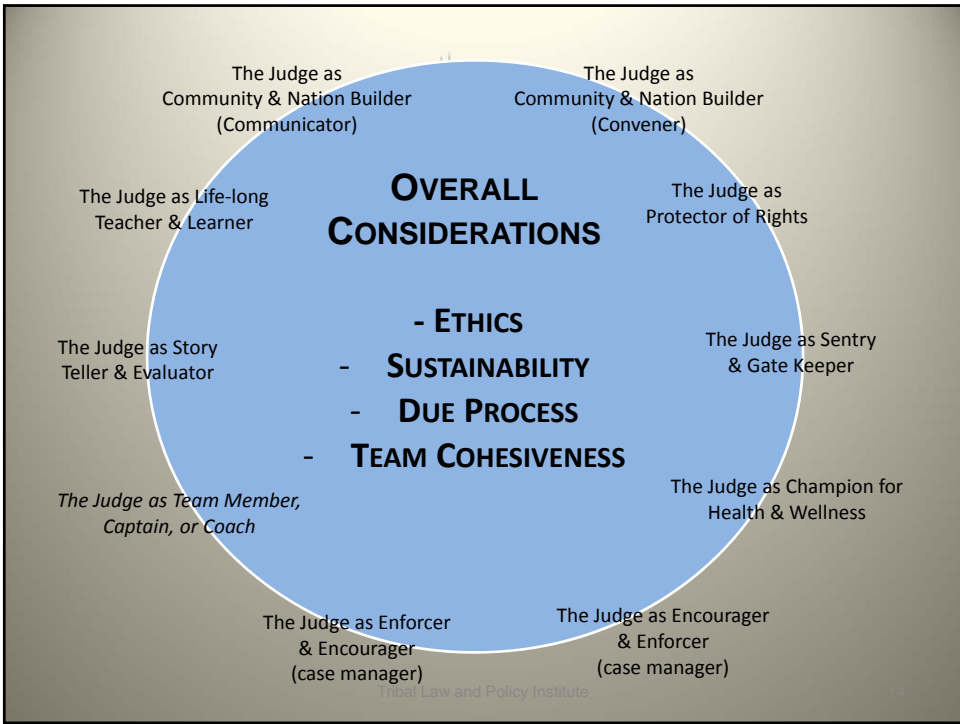 The Judge as
Community & Nation Builder
(Communicator)
The Judge as
Community & Nation Builder
(Convener)
The Judge as Life-long
Teacher & Learner
OVERALL
CONSIDERATIONS
The Judge as
Protector of Rights
- ETHICS
- SUSTAINABILITY
- DUE PROCESS
- TEAM COHESIVENESS
The Judge as Story
Teller & Evaluator
The Judge as Sentry
& Gate Keeper
The Judge as Team Member,
Captain, or Coach
The Judge as Champion for
Health & Wellness
The Judge as Enforcer
& Encourager
(case manager)
The Judge as Encourager
& Enforcer
(case manager)
Tribal Law and Policy Institute
14